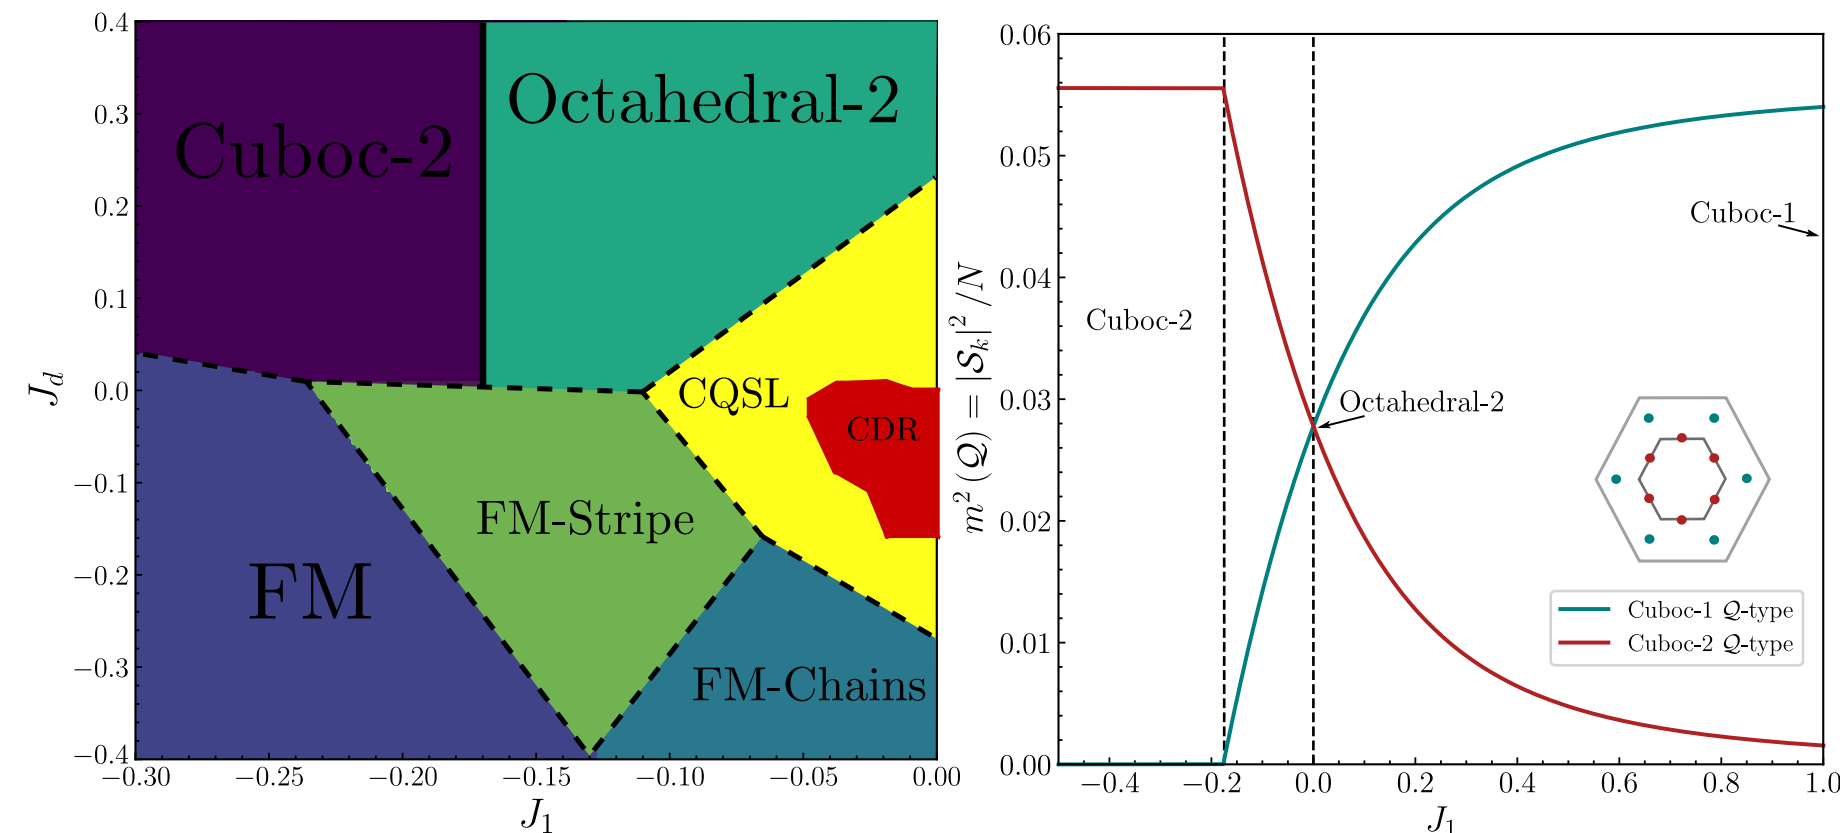 0.4
0.3
0.2
0.1
0.0
−0.1
−0.2
−0.3
−0.4
J_d
−0.30 −0.25 −0.20 −0.15 −0.10 −0.05 0.00
J_1
Cuboc-2
Octahedral-2
CQSL
CDR
FM-Stripe
FM
FM-Chains
0.06
0.05
0.04
0.03
0.02
0.01
0.00
m^2 (Q) = |S_k|^2 /N
−0.4 −0.2 0.0 0.2 0.4 0.6 0.8 1.0
J_1
Cuboc-1
Cuboc-2
Octahedral-2
Cuboc-1 Q-type
Cuboc-2 Q-type